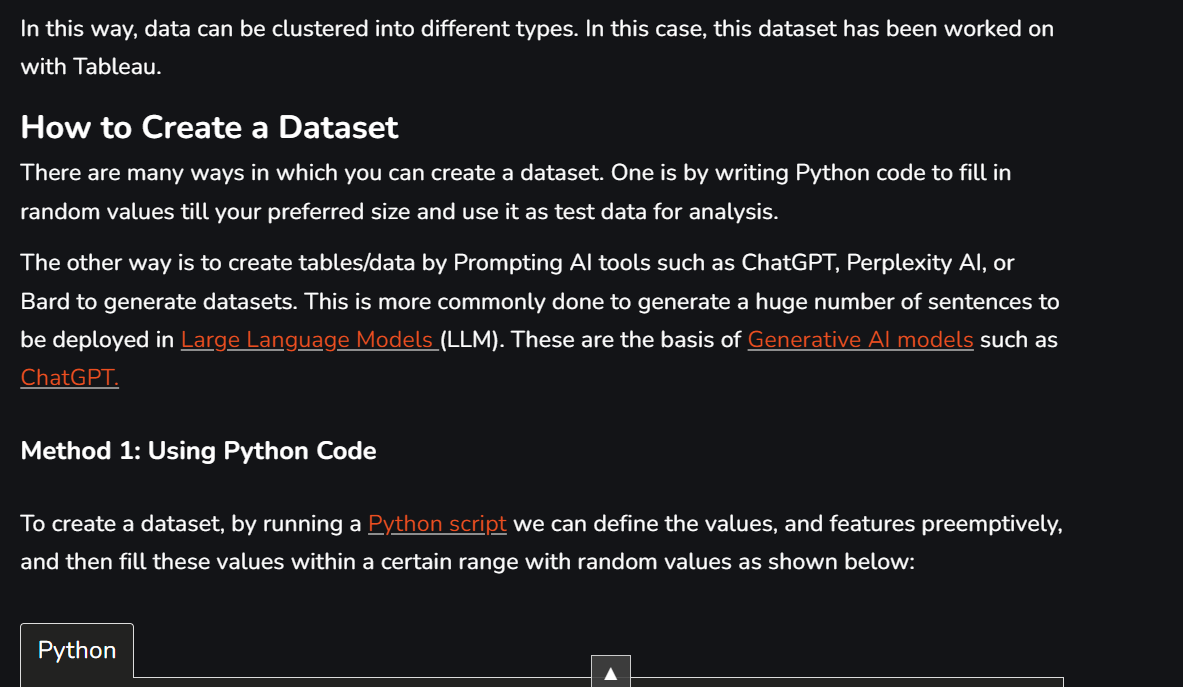 In this way, data can be clustered into different types. In this case, this dataset has been worked on
with Tableau.
How to Create a Dataset
There are many ways in which you can create a dataset. One is by writing Python code to fill in
random values till your preferred size and use it as test data for analysis.
The other way is to create tables/data by Prompting AI tools such as ChatGPT, Perplexity AI, or
Bard to generate datasets. This is more commonly done to generate a huge number of sentences to
be deployed in Large Language Models (LLM). These are the basis of Generative AI models such as
ChatGPT.
Method 1: Using Python Code
To create a dataset, by running a Python script we can define the values, and features preemptively,
and then fill these values within a certain range with random values as shown below:
Python